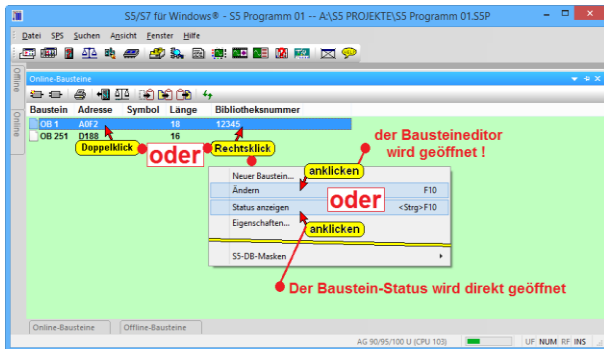 S5/S7 für Windows® - S5 Programm 01 -- A:\S5 PROJEKTE\S5 Programm 01.S5P
Datei SPS Suchen Ansicht Fenster Hilfe
Offline
Online
Online-Bausteine
Baustein Adresse Symbol Länge Bibliotheksnummer
OB 1 A0F2 18 12345
OB 251 D188 16
Doppelklick oder Rechtsklick
der Bausteineditor
wird geöffnet !
Neuer Baustein...
anklicken
Ändern F10
oder
Status anzeigen <Strg>F10
Eigenschaften...
anklicken
S5-DB-Masken
Der Baustein-Status wird direkt geöffnet
Online-Bausteine Offline-Bausteine
AG 90/95/100 U (CPU 103) UF NUM RF INS